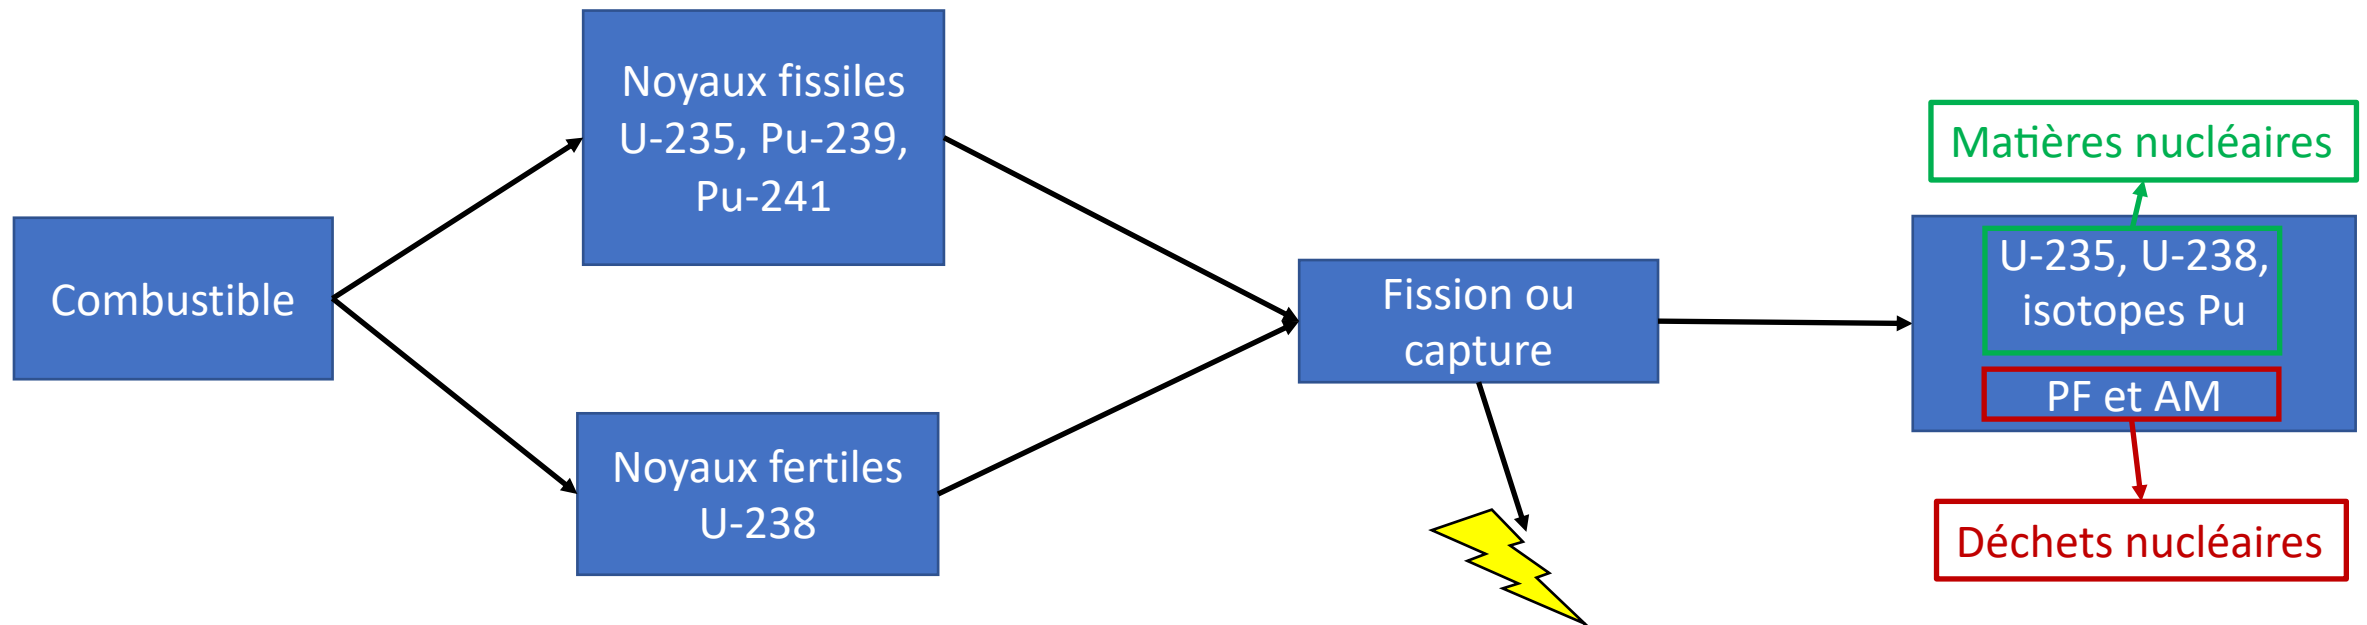 Combustible
Noyaux fissiles
U-235, Pu-239,
Pu-241
Noyaux fertiles
U-238
Fission ou
capture
Matières nucléaires
U-235, U-238,
isotopes Pu
PF et AM
Déchets nucléaires